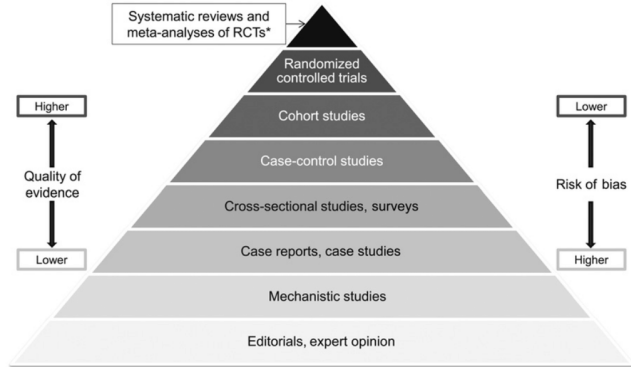 Systematic reviews and
meta-analyses of RCTs*
Randomized
controlled trials
Higher
Lower
Cohort studies
Case-control studies
Quality of
evidence
Risk of bias
Cross-sectional studies, surveys
Case reports, case studies
Lower
Higher
Mechanistic studies
Editorials, expert opinion